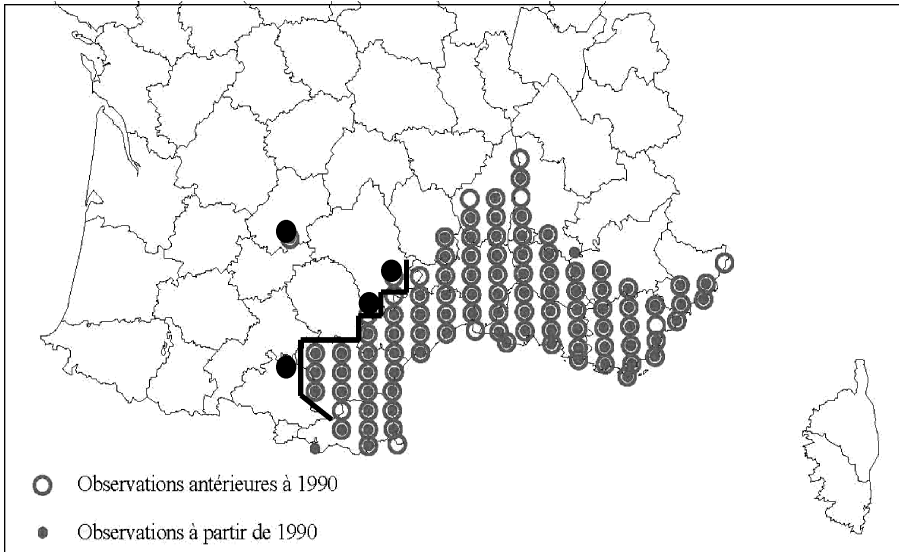 Observations antérieures à 1990
Observations à partir de 1990